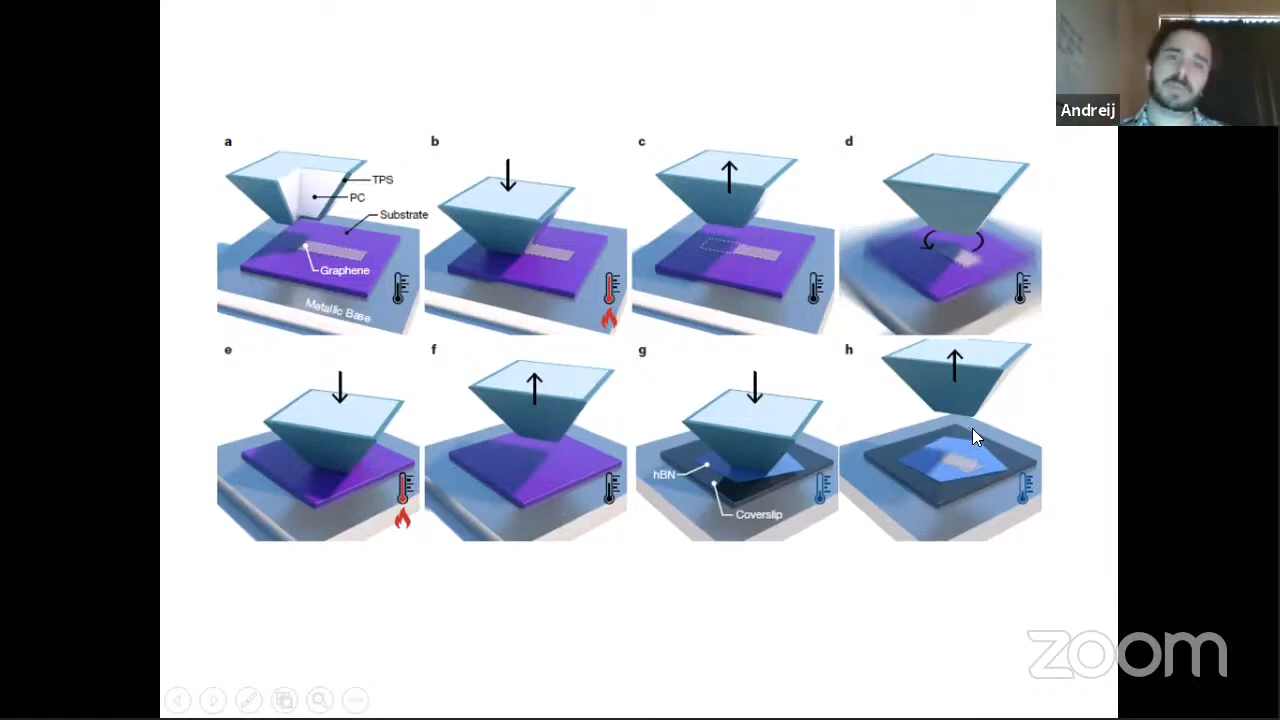 Andreij
a
b
c
d
TPS
PC
Substrate
Graphene
Metallic Base
e
f
g
h
hBN
Coverslip
zoom